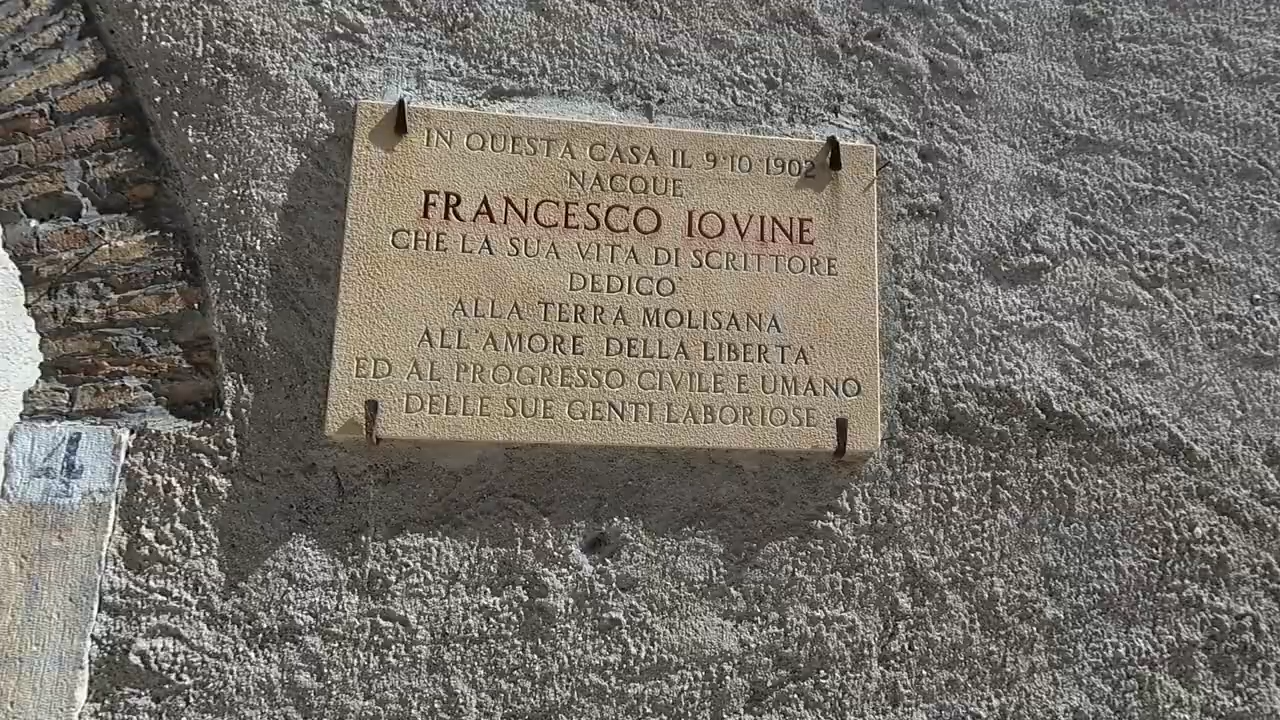 IN QUESTA CASA IL 9·10 1902
NACQUE
FRANCESCO IOVINE
CHE LA SUA VITA DI SCRITTORE
DEDICO
ALLA TERRA MOLISANA
ALL'AMORE DELLA LIBERTA'
ED AL PROGRESSO CIVILE E UMANO
DELLE SUE GENTI LABORIOSE
4